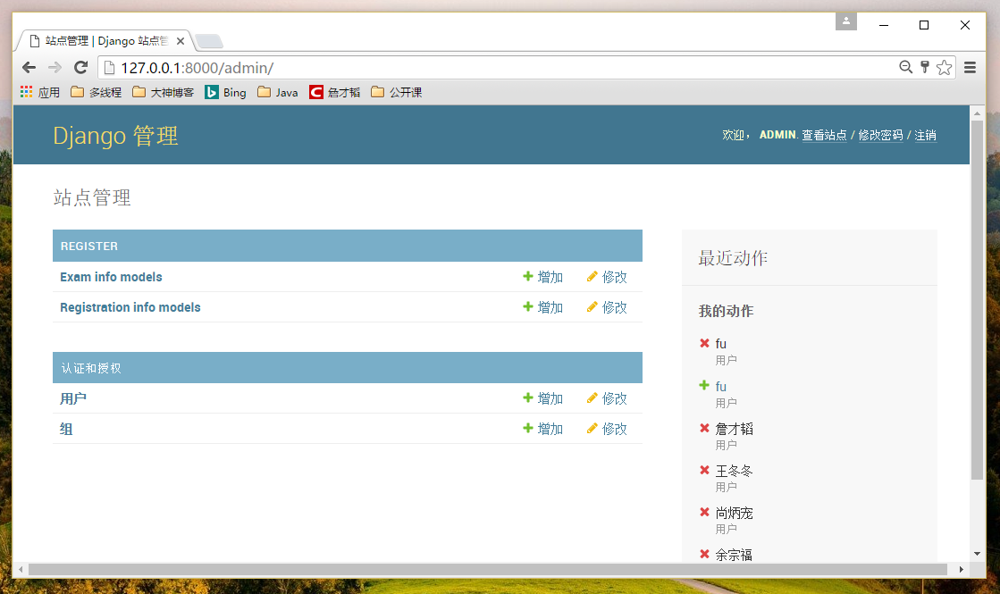 站点管理 | Django 站点管
127.0.0.1:8000/admin/
应用 多线程 大神博客 Bing Java 詹才韬 公开课
Django 管理
欢迎， ADMIN. 查看站点 / 修改密码 / 注销
站点管理
REGISTER
Exam info models 增加 修改
Registration info models 增加 修改
认证和授权
用户 增加 修改
组 增加 修改
最近动作
我的动作
fu
用户
fu
用户
詹才韬
用户
王冬冬
用户
尚炳宠
用户
余宗福